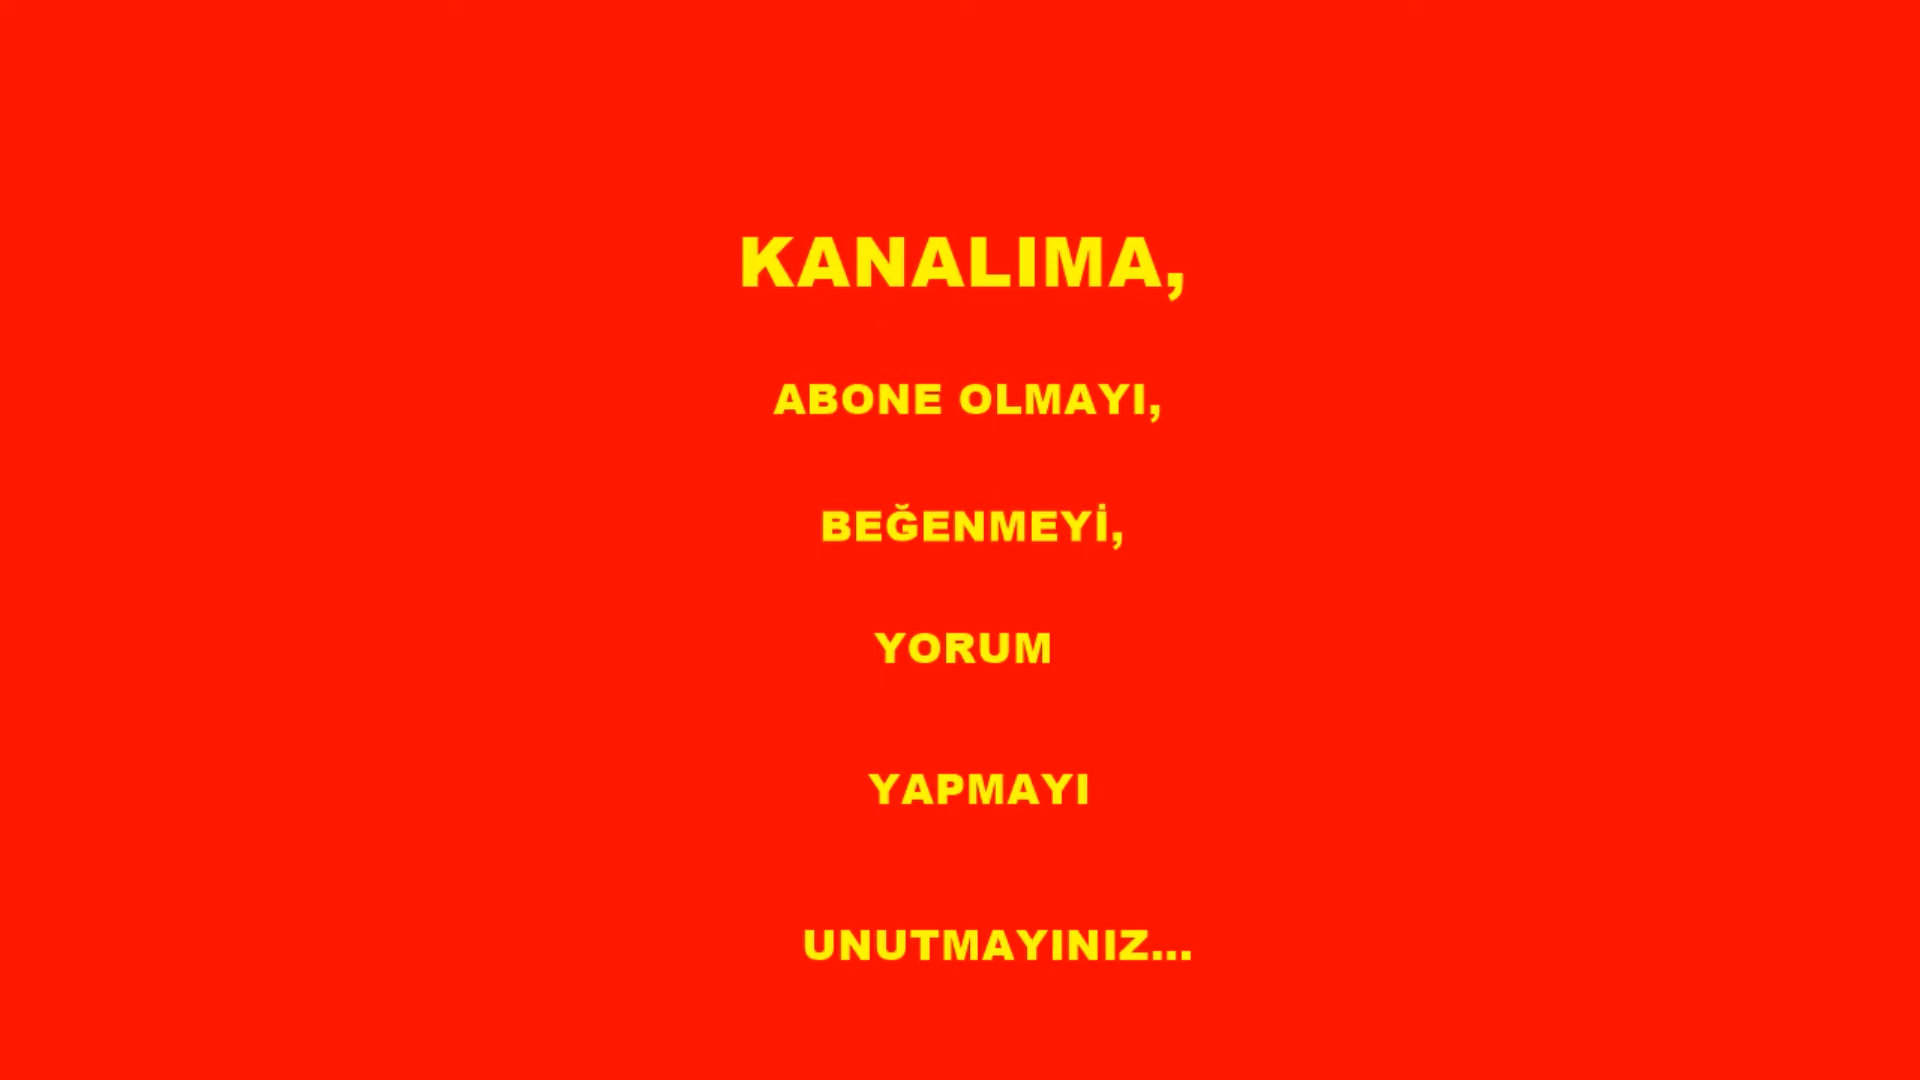 KANALIMA,
ABONE OLMAYI,
BEĞENMEYİ,
YORUM
YAPMAYI
UNUTMAYINIZ...